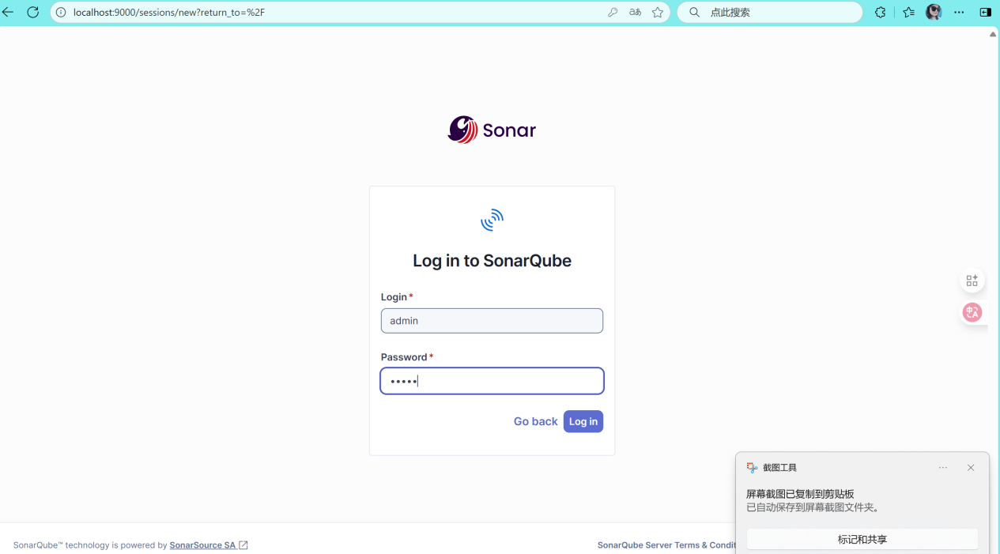 localhost:9000/sessions/new?return_to=%2F
点此搜索
Sonar
Log in to SonarQube
Login*
admin
Password*
•••••
Go back Log in
截图工具
屏幕截图已复制到剪贴板
已自动保存到屏幕截图文件夹。
标记和共享
SonarQube™ technology is powered by SonarSource SA
SonarQube Server Terms & Condit